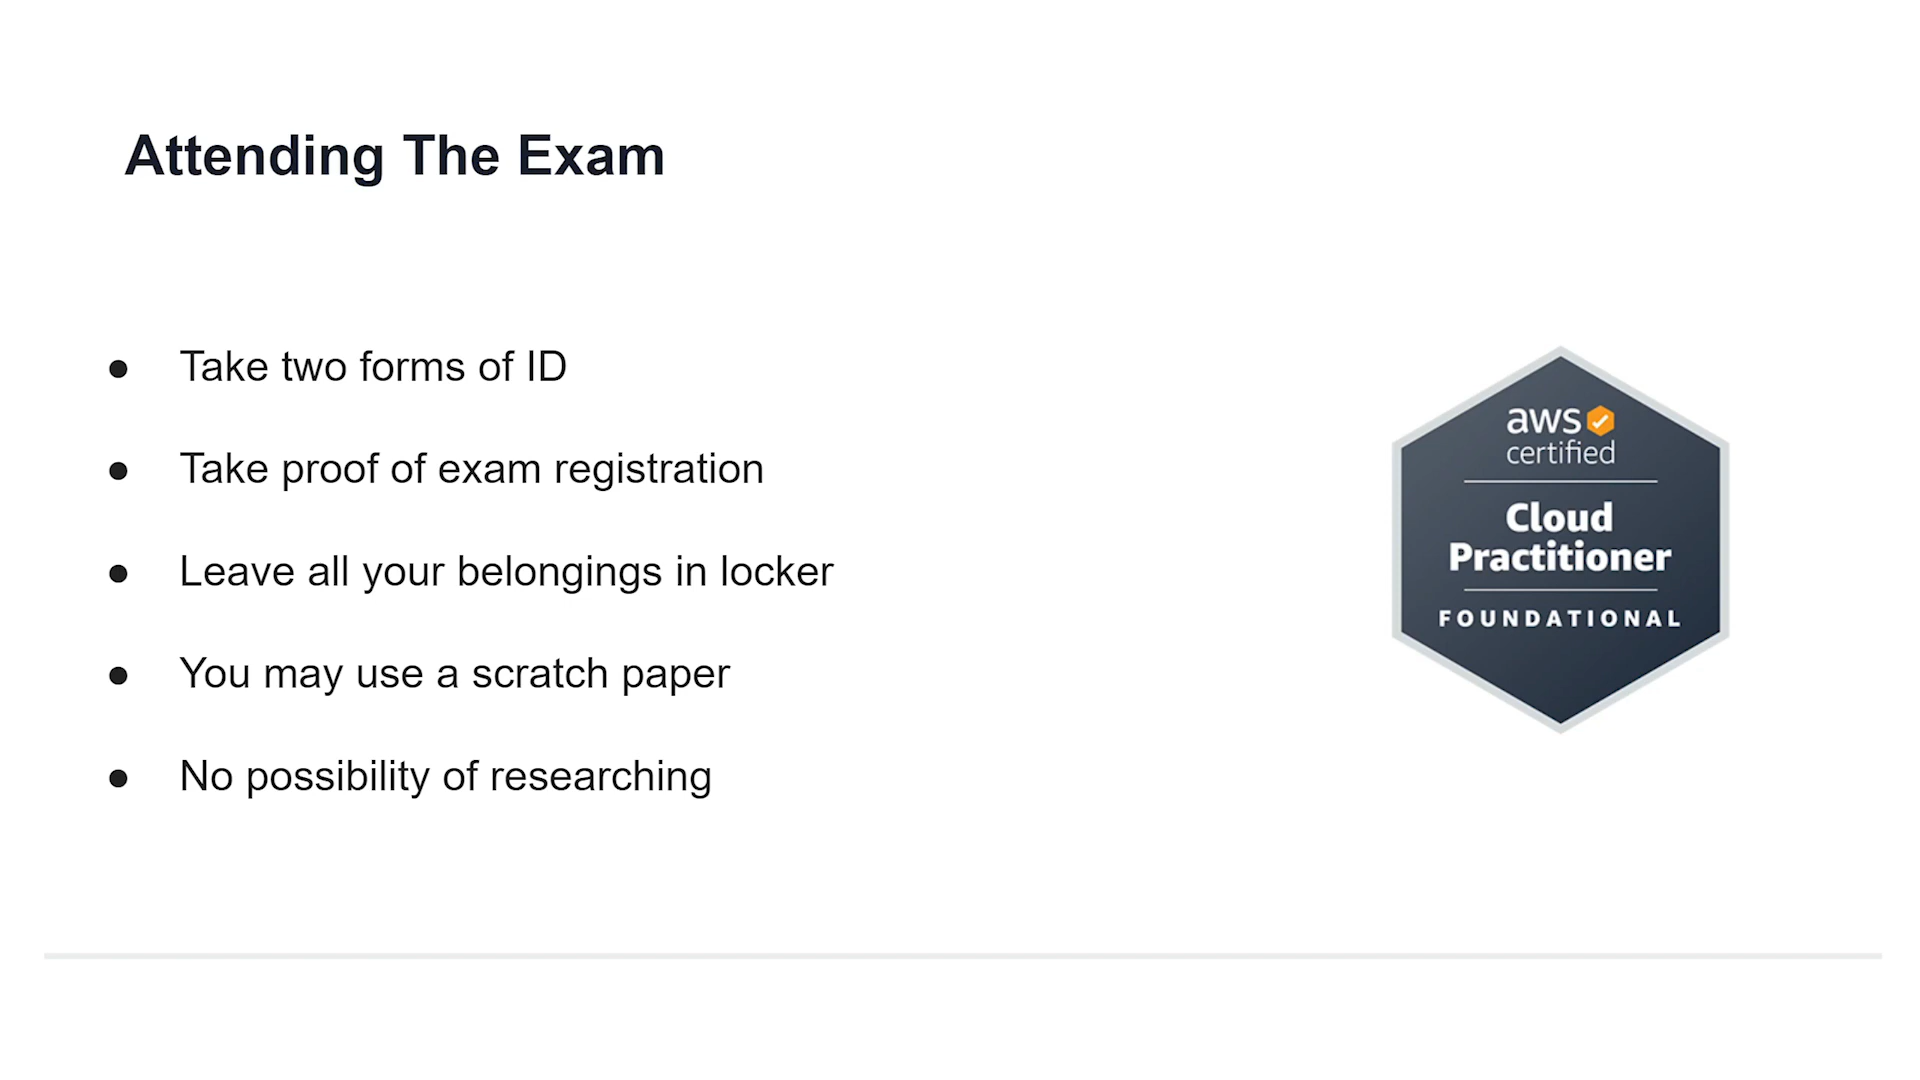 Attending The Exam
● Take two forms of ID
● Take proof of exam registration
● Leave all your belongings in locker
● You may use a scratch paper
● No possibility of researching
aws
certified
Cloud
Practitioner
FOUNDATIONAL